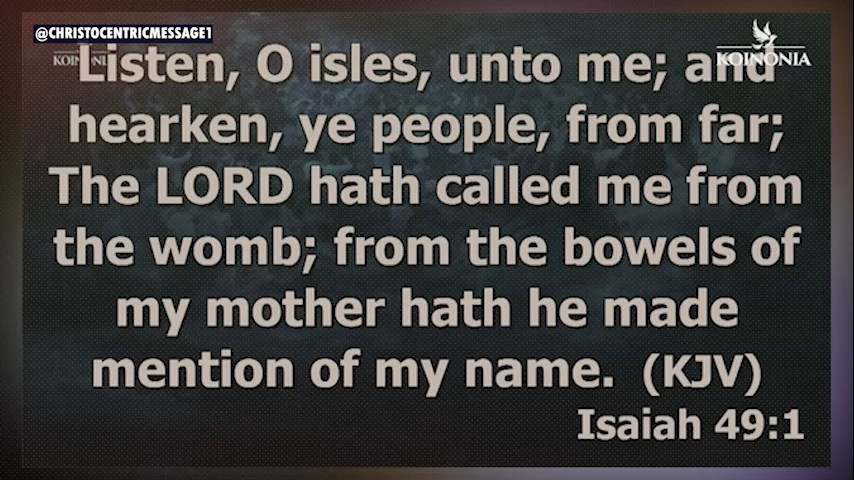 @CHRISTOCENTRICMESSAGE1
KOINONIA
Listen, O isles, unto me; and
hearken, ye people, from far;
The LORD hath called me from
the womb; from the bowels of
my mother hath he made
mention of my name. (KJV)
Isaiah 49:1